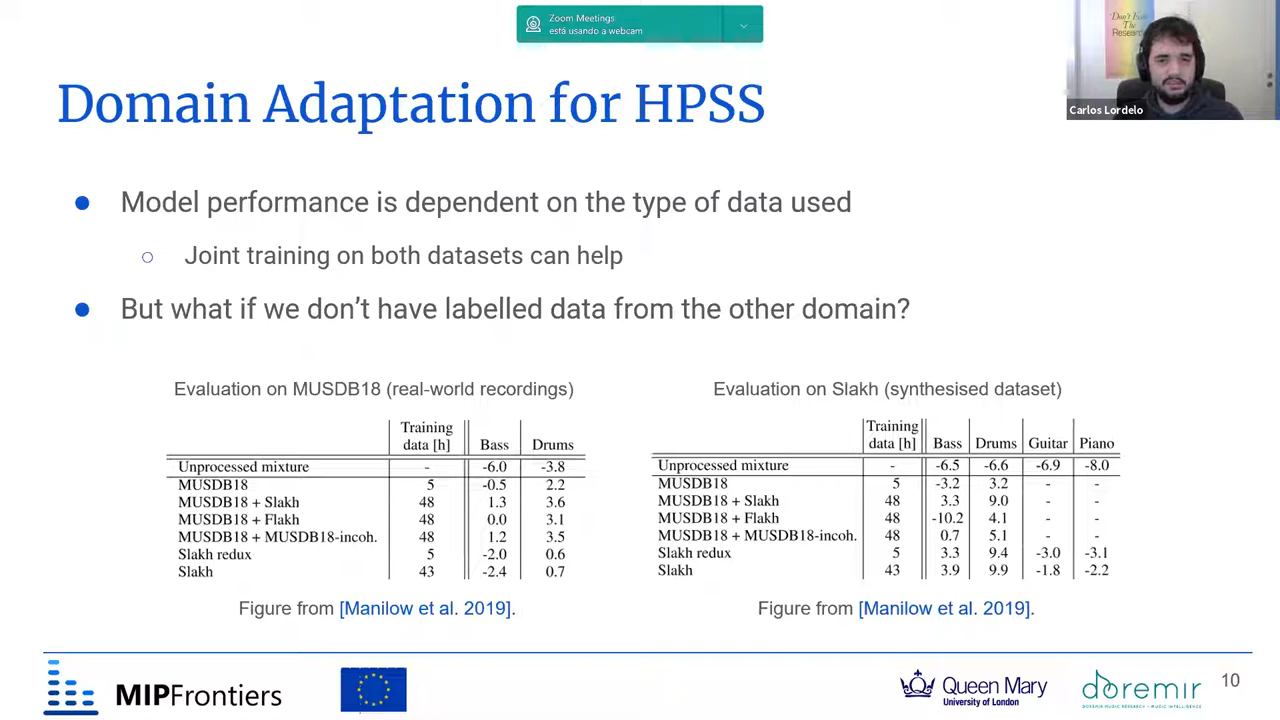 Zoom Meetings
está usando a webcam
Don't
The
Research
Carlos Lordelo
Domain Adaptation for HPSS
● Model performance is dependent on the type of data used
○ Joint training on both datasets can help
● But what if we don't have labelled data from the other domain?
Evaluation on MUSDB18 (real-world recordings)
Training
data [h] Bass Drums
Unprocessed mixture - -6.0 -3.8
MUSDB18 5 -0.5 2.2
MUSDB18 + Slakh 48 1.3 3.6
MUSDB18 + Flakh 48 0.0 3.1
MUSDB18 + MUSDB18-incoh. 48 1.2 3.5
Slakh redux 5 -2.0 0.6
Slakh 43 -2.4 0.7
Figure from [Manilow et al. 2019].
Evaluation on Slakh (synthesised dataset)
Training
data [h] Bass Drums Guitar Piano
Unprocessed mixture - -6.5 -6.6 -6.9 -8.0
MUSDB18 5 -3.2 3.2 - -
MUSDB18 + Slakh 48 3.3 9.0 - -
MUSDB18 + Flakh 48 -10.2 4.1 - -
MUSDB18 + MUSDB18-incoh. 48 0.7 5.1 - -
Slakh redux 5 3.3 9.4 -3.0 -3.1
Slakh 43 3.9 9.9 -1.8 -2.2
Figure from [Manilow et al. 2019].
MIPFrontiers
Queen Mary
University of London
doremir
DOREMIR MUSIC RESEARCH - MUSIC INTELLIGENCE
10